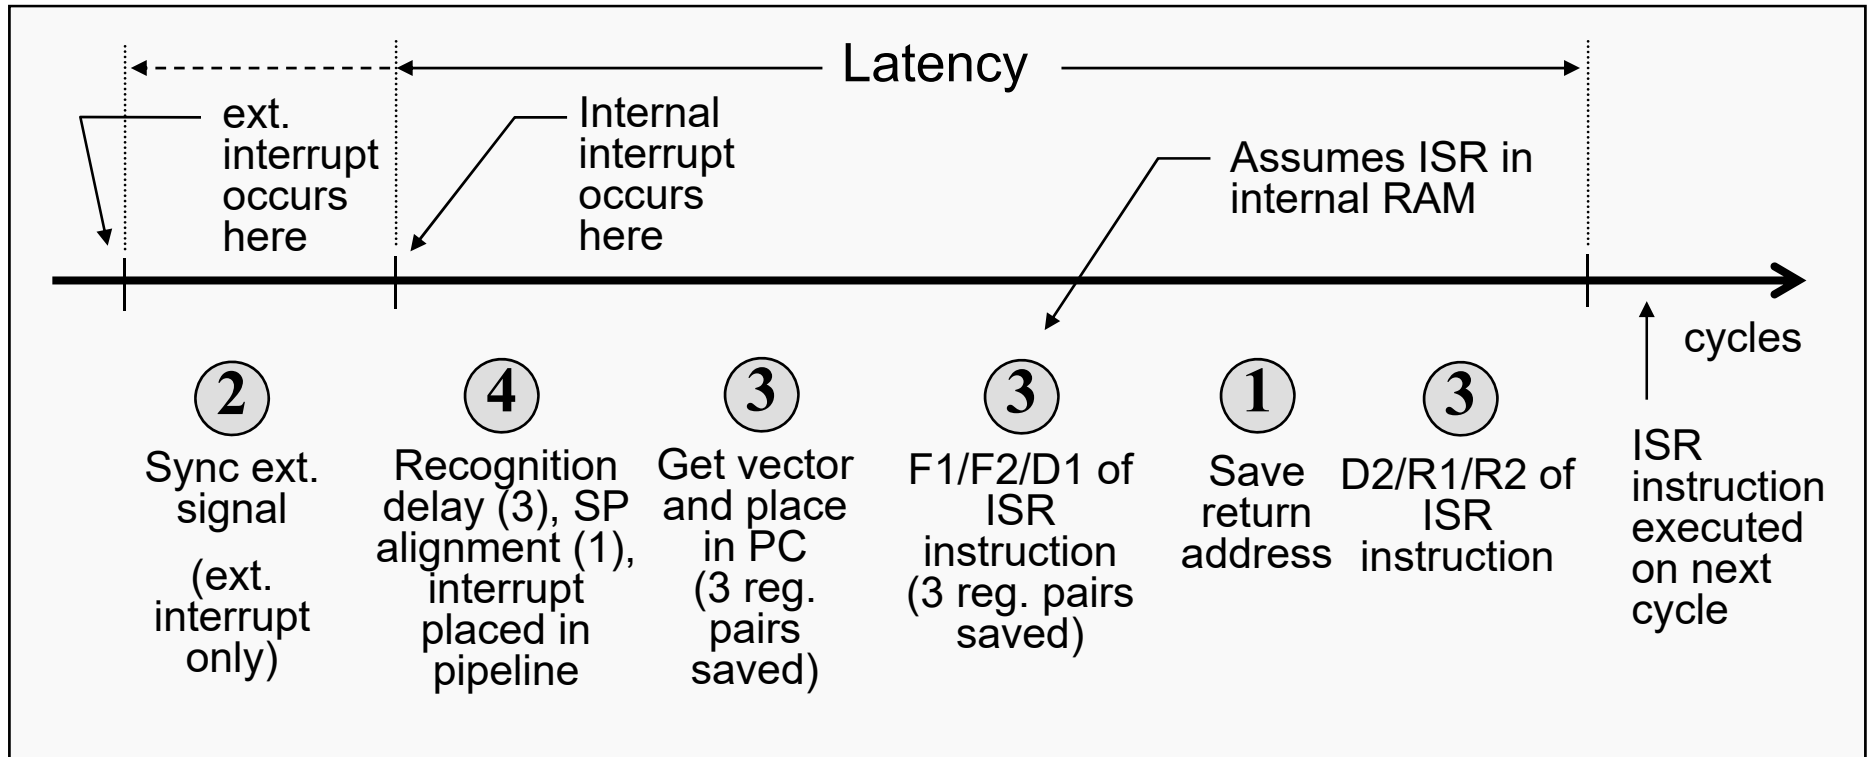 Latency
ext.
interrupt
occurs
here
Internal
interrupt
occurs
here
Assumes ISR in
internal RAM
cycles
2
Sync ext.
signal
(ext.
interrupt
only)
4
Recognition
delay (3), SP
alignment (1),
interrupt
placed in
pipeline
3
Get vector
and place
in PC
(3 reg.
pairs
saved)
3
F1/F2/D1 of
ISR
instruction
(3 reg. pairs
saved)
1
Save
return
address
3
D2/R1/R2 of
ISR
instruction
ISR
instruction
executed
on next
cycle